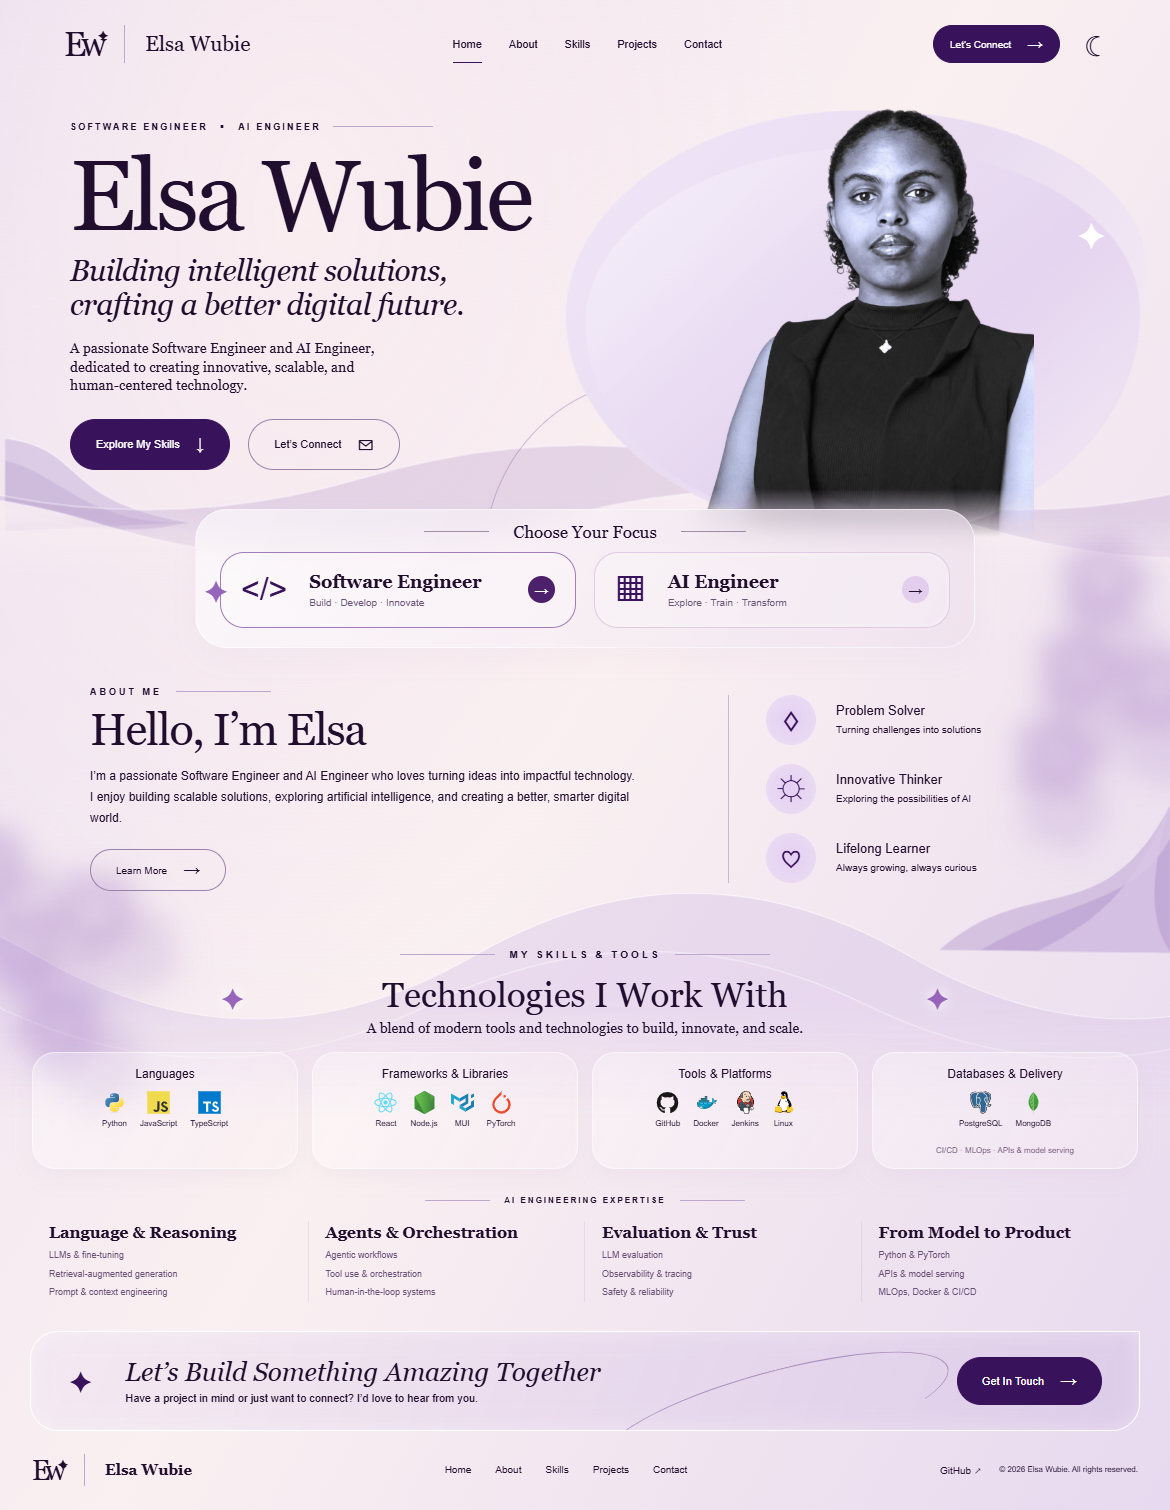 EW
Elsa Wubie
Home About Skills Projects Contact
Let's Connect →
SOFTWARE ENGINEER • AI ENGINEER
Elsa Wubie
Building intelligent solutions,
crafting a better digital future.
A passionate Software Engineer and AI Engineer,
dedicated to creating innovative, scalable, and
human-centered technology.
Explore My Skills ↓
Let's Connect
Choose Your Focus
</> Software Engineer →
Build · Develop · Innovate
AI Engineer →
Explore · Train · Transform
ABOUT ME
Hello, I’m Elsa
I’m a passionate Software Engineer and AI Engineer who loves turning ideas into impactful technology.
I enjoy building scalable solutions, exploring artificial intelligence, and creating a better, smarter digital
world.
Learn More →
Problem Solver
Turning challenges into solutions
Innovative Thinker
Exploring the possibilities of AI
Lifelong Learner
Always growing, always curious
MY SKILLS & TOOLS
Technologies I Work With
A blend of modern tools and technologies to build, innovate, and scale.
Languages
JS TS
Python JavaScript TypeScript
Frameworks & Libraries
React Node.js MUI PyTorch
Tools & Platforms
GitHub Docker Jenkins Linux
Databases & Delivery
PostgreSQL MongoDB
CI/CD · MLOps · APIs & model serving
AI ENGINEERING EXPERTISE
Language & Reasoning
LLMs & fine-tuning
Retrieval-augmented generation
Prompt & context engineering
Agents & Orchestration
Agentic workflows
Tool use & orchestration
Human-in-the-loop systems
Evaluation & Trust
LLM evaluation
Observability & tracing
Safety & reliability
From Model to Product
Python & PyTorch
APIs & model serving
MLOps, Docker & CI/CD
Let’s Build Something Amazing Together
Have a project in mind or just want to connect? I’d love to hear from you.
Get In Touch →
EW
Elsa Wubie
Home About Skills Projects Contact
GitHub ↗
© 2026 Elsa Wubie. All rights reserved.